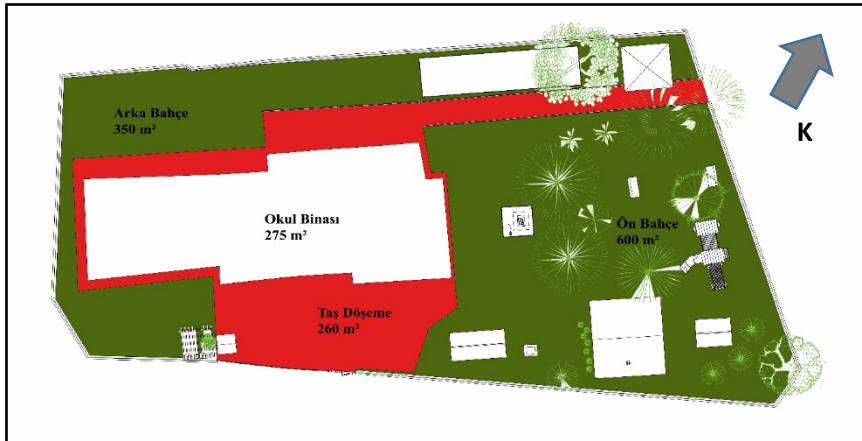 Arka Bahçe
350 m²
K
Okul Binası
275 m²
Ön Bahçe
600 m²
Taş Döşeme
260 m²